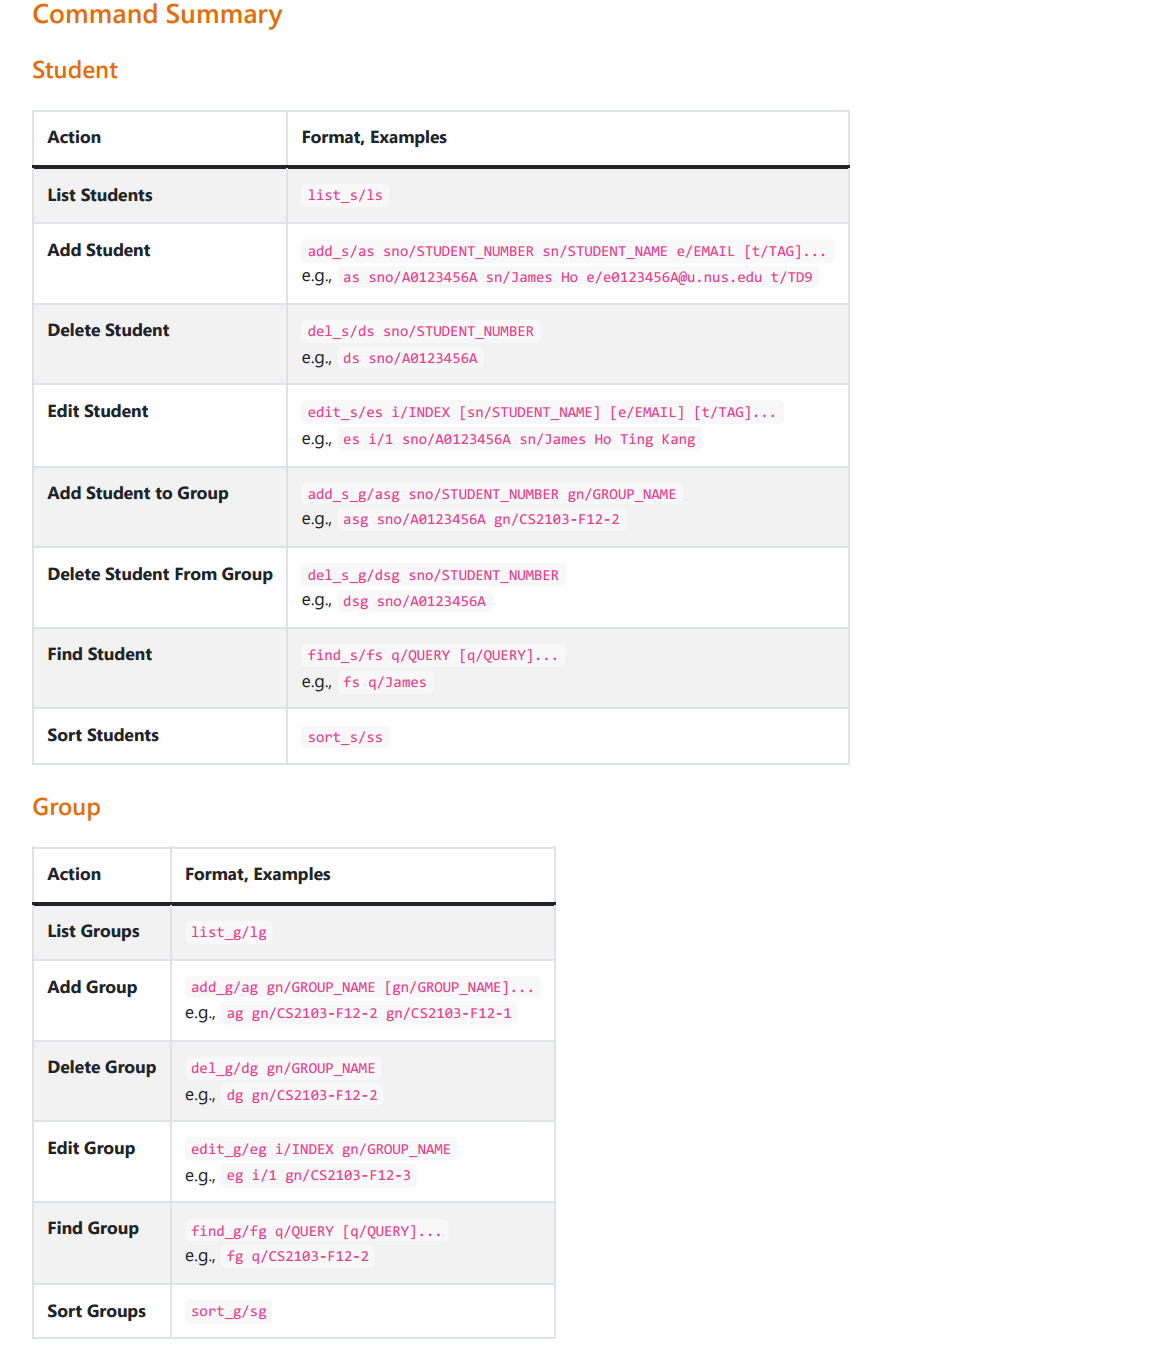 Command Summary
Student
Action Format, Examples
List Students list_s/ls
Add Student add_s/as sno/STUDENT_NUMBER sn/STUDENT_NAME e/EMAIL [t/TAG]...
e.g., as sno/A0123456A sn/James Ho e/e0123456A@u.nus.edu t/TD9
Delete Student del_s/ds sno/STUDENT_NUMBER
e.g., ds sno/A0123456A
Edit Student edit_s/es i/INDEX [sn/STUDENT_NAME] [e/EMAIL] [t/TAG]...
e.g., es i/1 sno/A0123456A sn/James Ho Ting Kang
Add Student to Group add_s_g/asg sno/STUDENT_NUMBER gn/GROUP_NAME
e.g., asg sno/A0123456A gn/CS2103-F12-2
Delete Student From Group del_s_g/dsg sno/STUDENT_NUMBER
e.g., dsg sno/A0123456A
Find Student find_s/fs q/QUERY [q/QUERY]...
e.g., fs q/James
Sort Students sort_s/ss
Group
Action Format, Examples
List Groups list_g/lg
Add Group add_g/ag gn/GROUP_NAME [gn/GROUP_NAME]...
e.g., ag gn/CS2103-F12-2 gn/CS2103-F12-1
Delete Group del_g/dg gn/GROUP_NAME
e.g., dg gn/CS2103-F12-2
Edit Group edit_g/eg i/INDEX gn/GROUP_NAME
e.g., eg i/1 gn/CS2103-F12-3
Find Group find_g/fg q/QUERY [q/QUERY]...
e.g., fg q/CS2103-F12-2
Sort Groups sort_g/sg